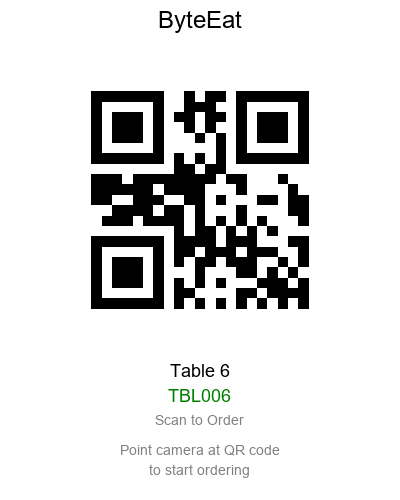 ByteEat
Table 6
TBL006
Scan to Order
Point camera at QR code
to start ordering